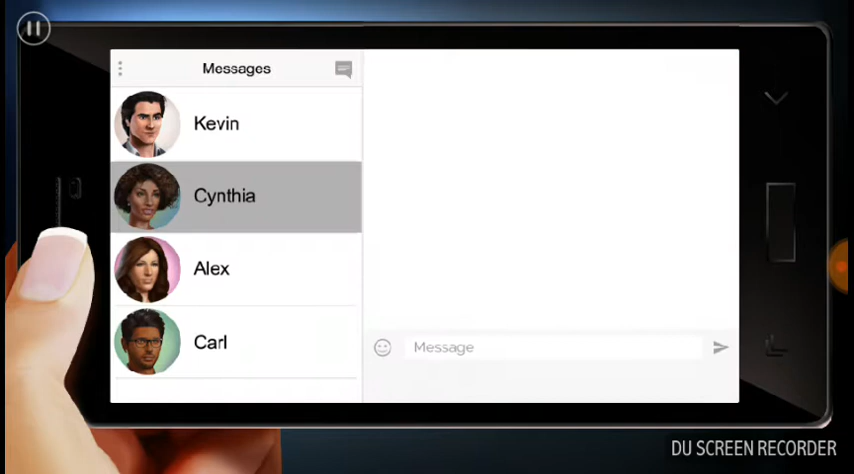 Messages
Kevin
Cynthia
Alex
Carl
Message
DU SCREEN RECORDER